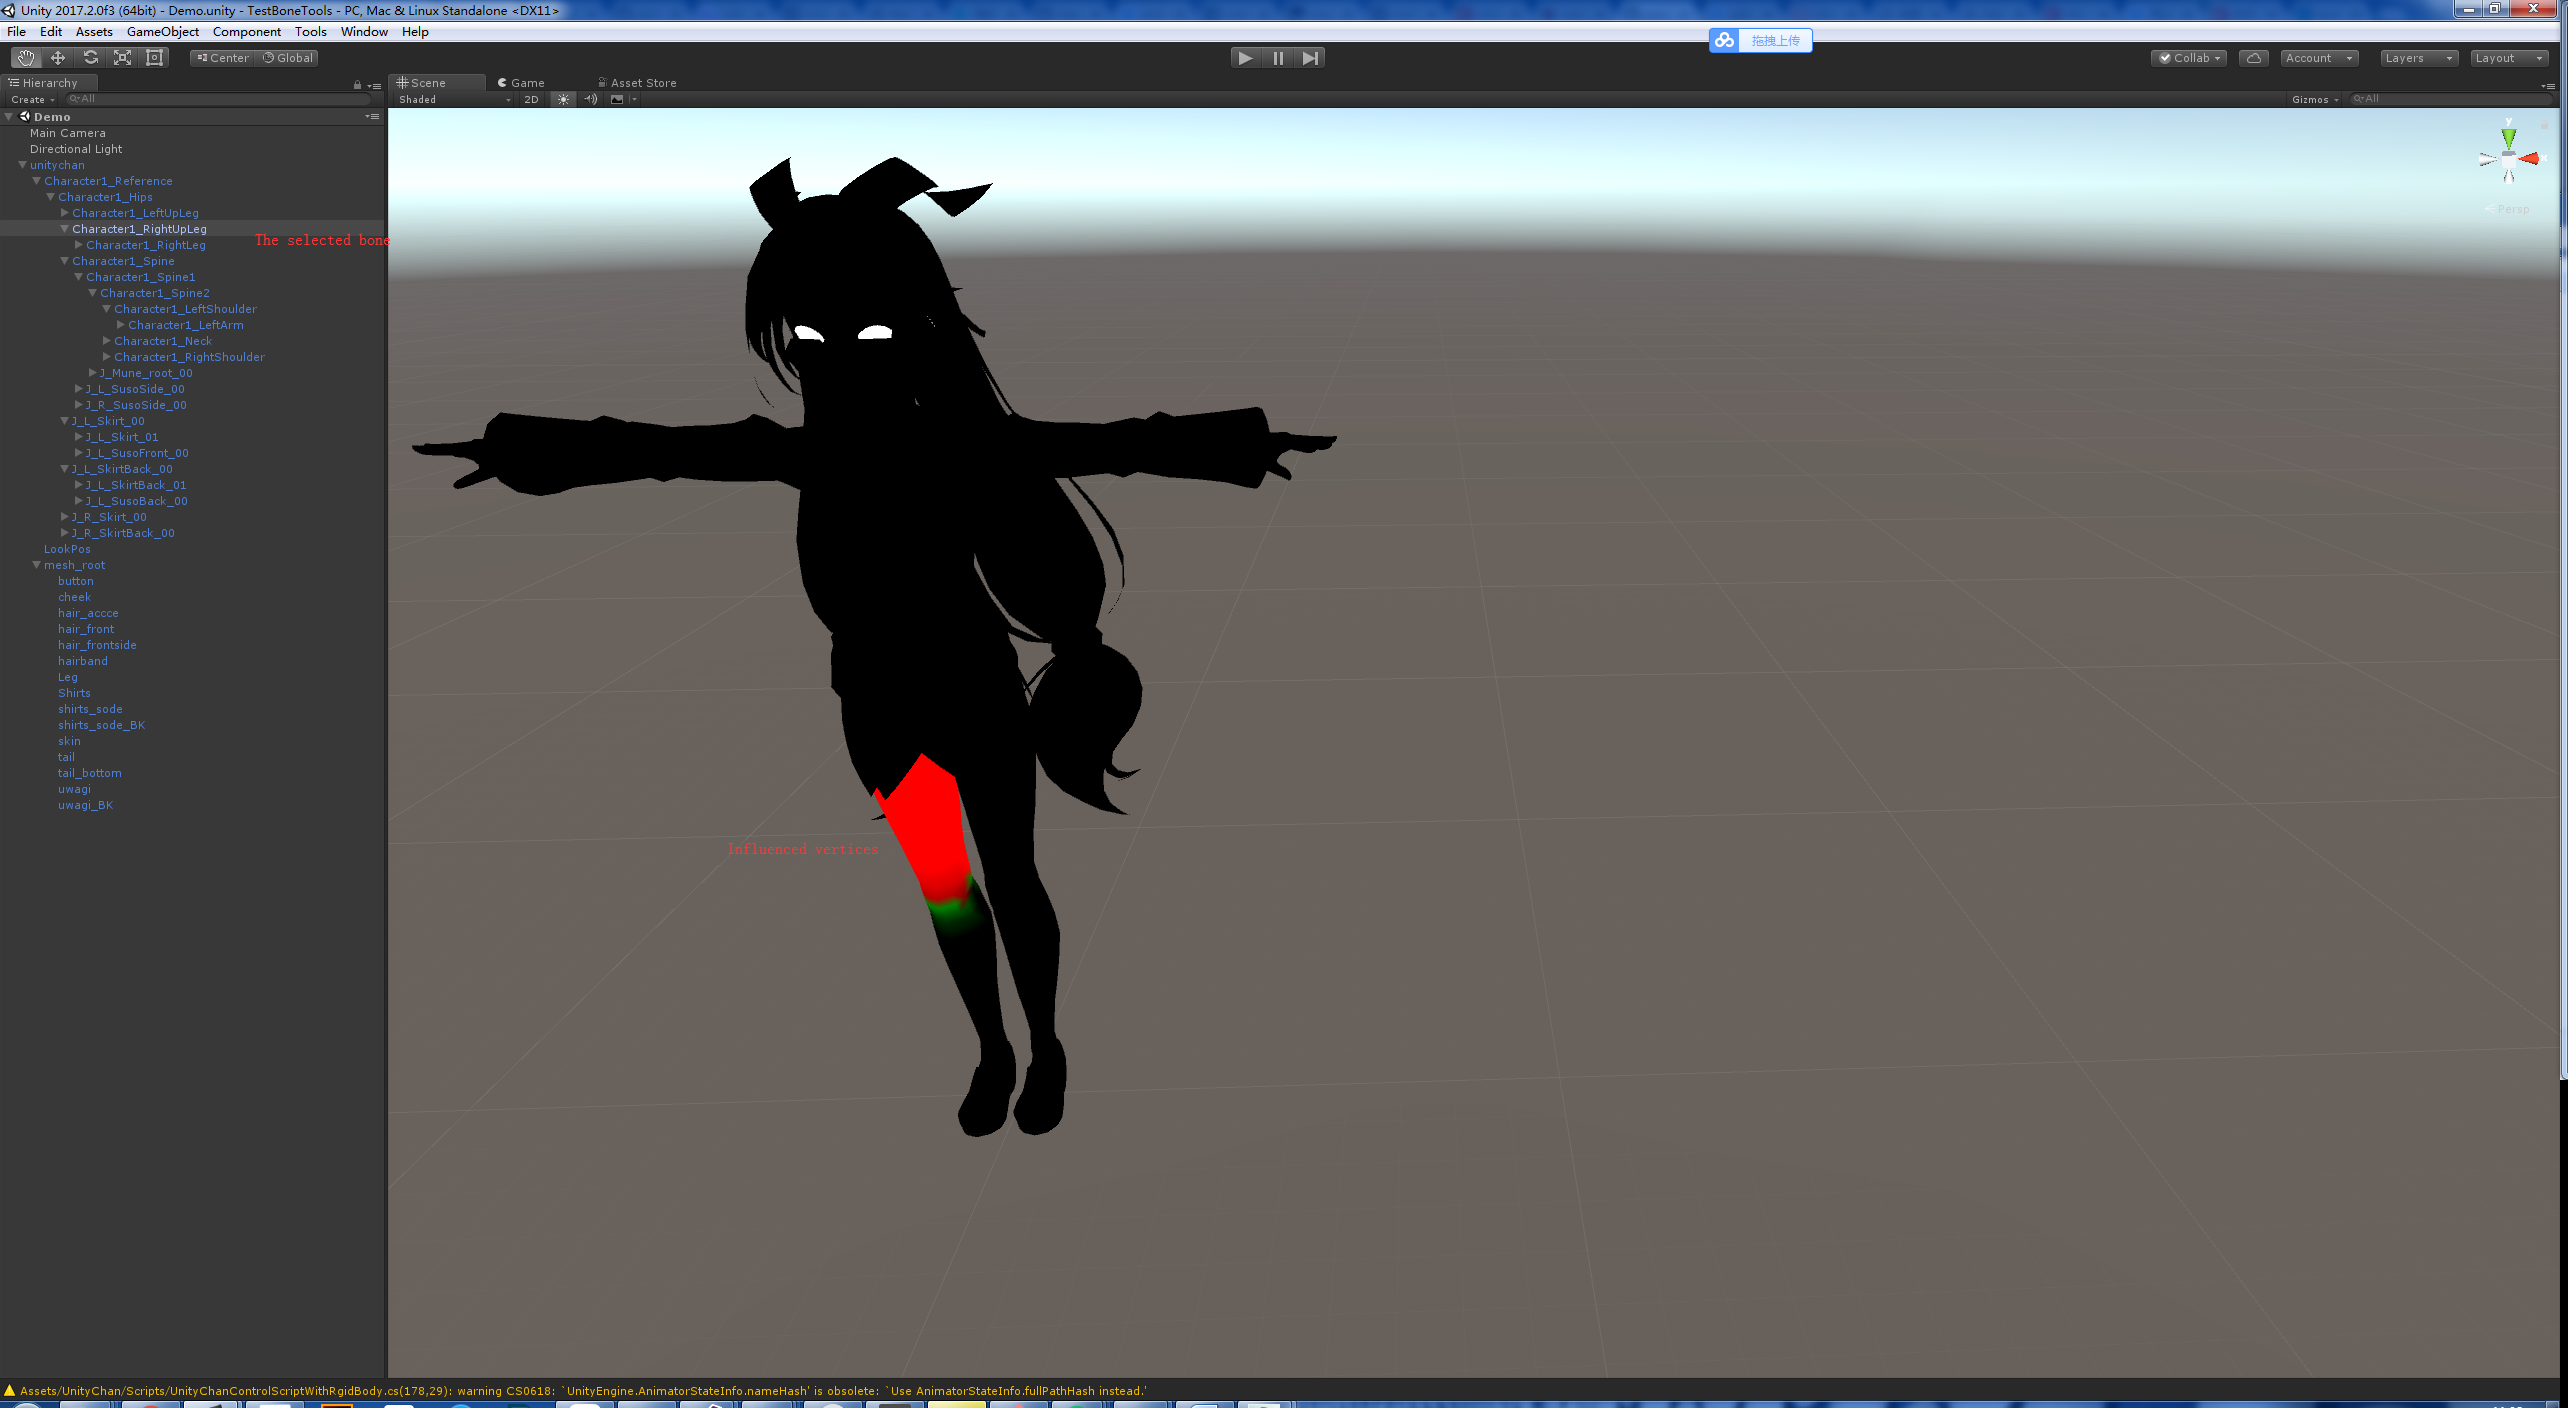 Unity 2017.2.0f3 (64bit) - Demo.unity - TestBoneTools - PC, Mac & Linux Standalone <DX11>
File Edit Assets GameObject Component Tools Window Help
拖拽上传
Center Global Collab Account Layers Layout
Hierarchy Scene Game Asset Store
Create All Shaded 2D Gizmos All
Demo
Main Camera
Directional Light
unitychan
Character1_Reference
Character1_Hips
Character1_LeftUpLeg
Character1_RightUpLeg
The selected bone
Character1_RightLeg
Character1_Spine
Character1_Spine1
Character1_Spine2
Character1_LeftShoulder
Character1_LeftArm
Character1_Neck
Character1_RightShoulder
J_Mune_root_00
J_L_SusoSide_00
J_R_SusoSide_00
J_L_Skirt_00
J_L_Skirt_01
J_L_SusoFront_00
J_L_SkirtBack_00
J_L_SkirtBack_01
J_L_SusoBack_00
J_R_Skirt_00
J_R_SkirtBack_00
LookPos
mesh_root
button
cheek
hair_accce
hair_front
hair_frontside
hairband
Leg
Shirts
shirts_sode
shirts_sode_BK
skin
tail
tail_bottom
uwagi
uwagi_BK
y
x
Persp
Influenced vertices
Assets/UnityChan/Scripts/UnityChanControlScriptWithRgidBody.cs(178,29): warning CS0618: `UnityEngine.AnimatorStateInfo.nameHash' is obsolete: `Use AnimatorStateInfo.fullPathHash instead.'